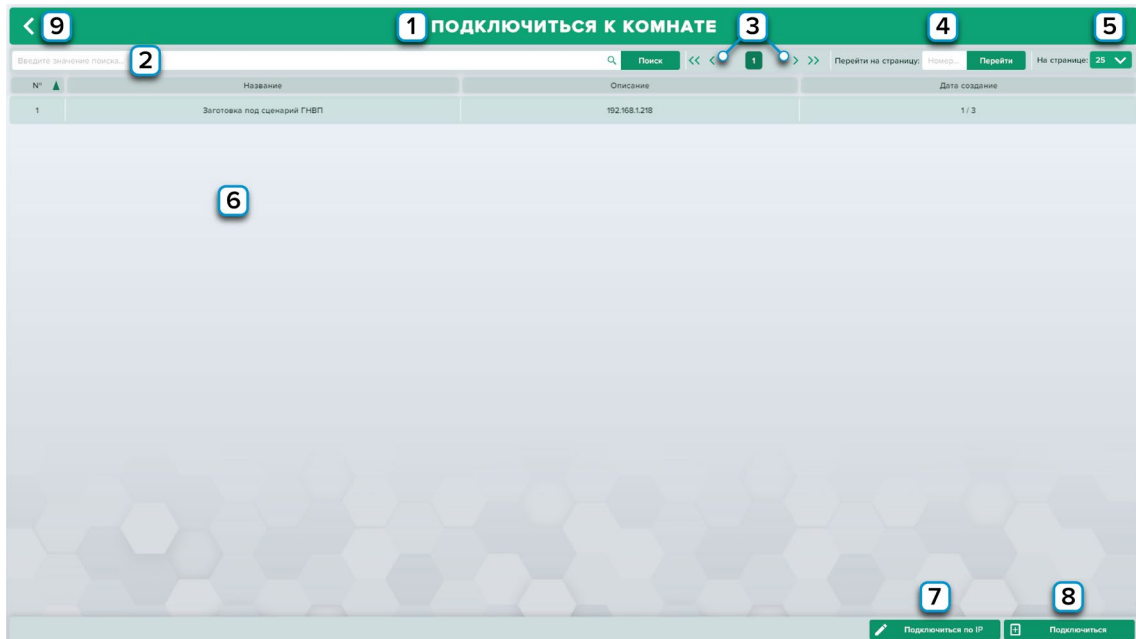 9 1 ПОДКЛЮЧИТЬСЯ К КОМНАТЕ 3 4 5
Введите значение поиска... 2 Поиск << < 1 > >> Перейти на страницу: Номер... Перейти На странице: 25
N° Название Описание Дата создание
1 Заготовка под сценарий ГНВП 192.168.1.218 1 / 3
6
7 8
Подключиться по IP Подключиться